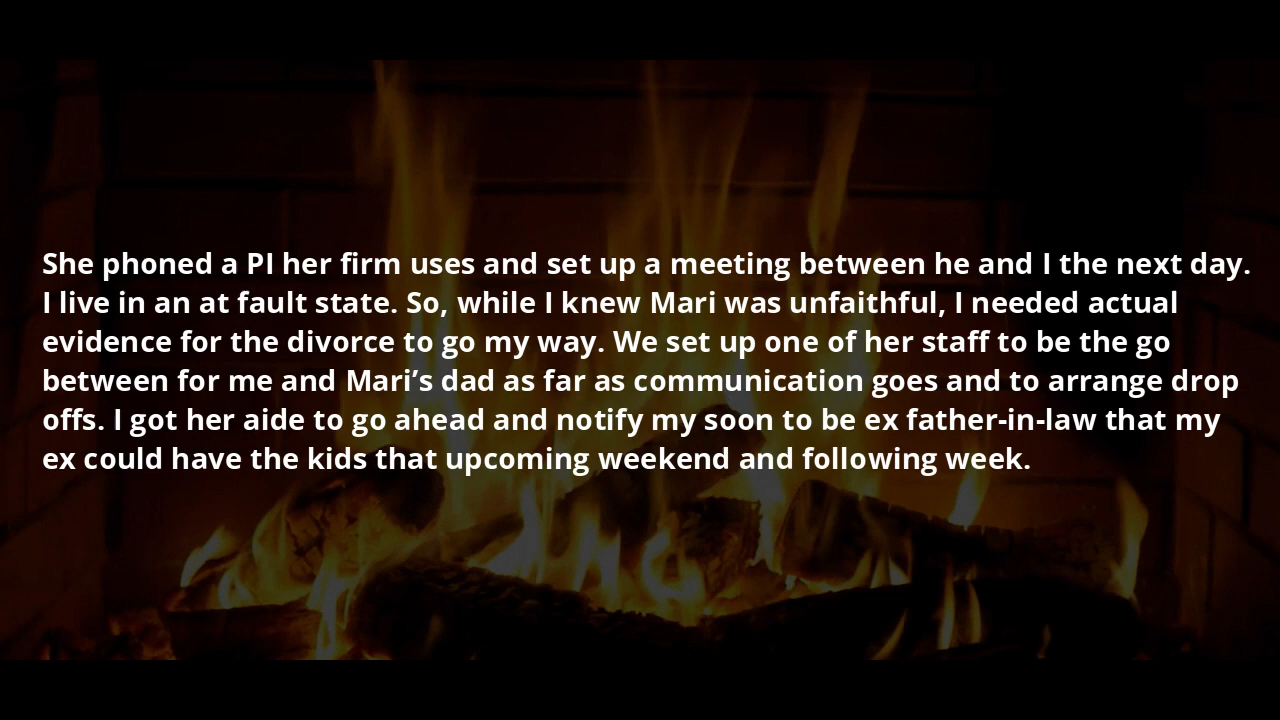 She phoned a PI her firm uses and set up a meeting between he and I the next day.
I live in an at fault state. So, while I knew Mari was unfaithful, I needed actual
evidence for the divorce to go my way. We set up one of her staff to be the go
between for me and Mari’s dad as far as communication goes and to arrange drop
offs. I got her aide to go ahead and notify my soon to be ex father-in-law that my
ex could have the kids that upcoming weekend and following week.